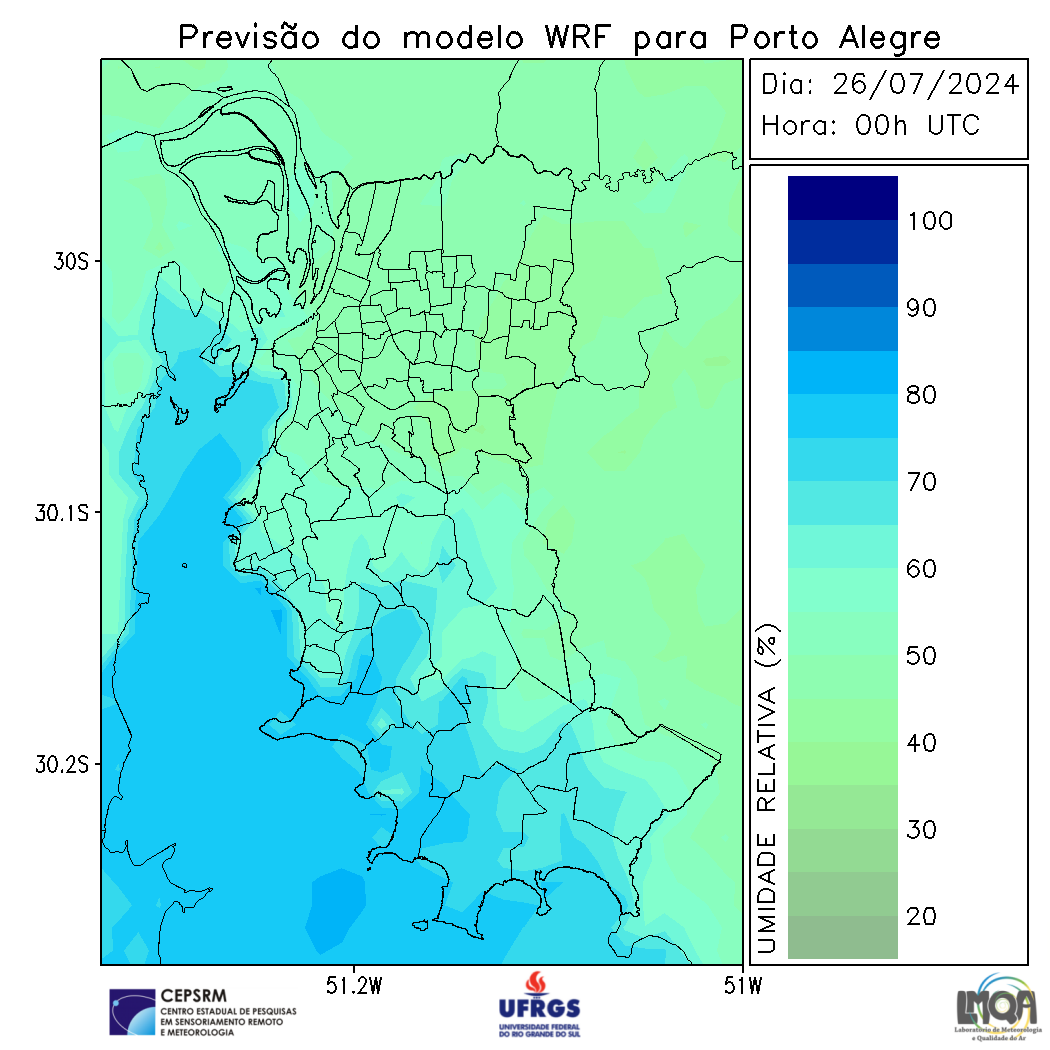 Previsão do modelo WRF para Porto Alegre
Dia: 26/07/2024
Hora: 00h UTC
100
90
80
70
60
50
40
30
20
UMIDADE RELATIVA (%)
30S
30.1S
30.2S
51.2W
51W
CEPSRM
CENTRO ESTADUAL DE PESQUISAS
EM SENSORIAMENTO REMOTO
E METEOROLOGIA
UFRGS
UNIVERSIDADE FEDERAL
DO RIO GRANDE DO SUL
LMQA
Laboratório de Meteorologia
e Qualidade do Ar